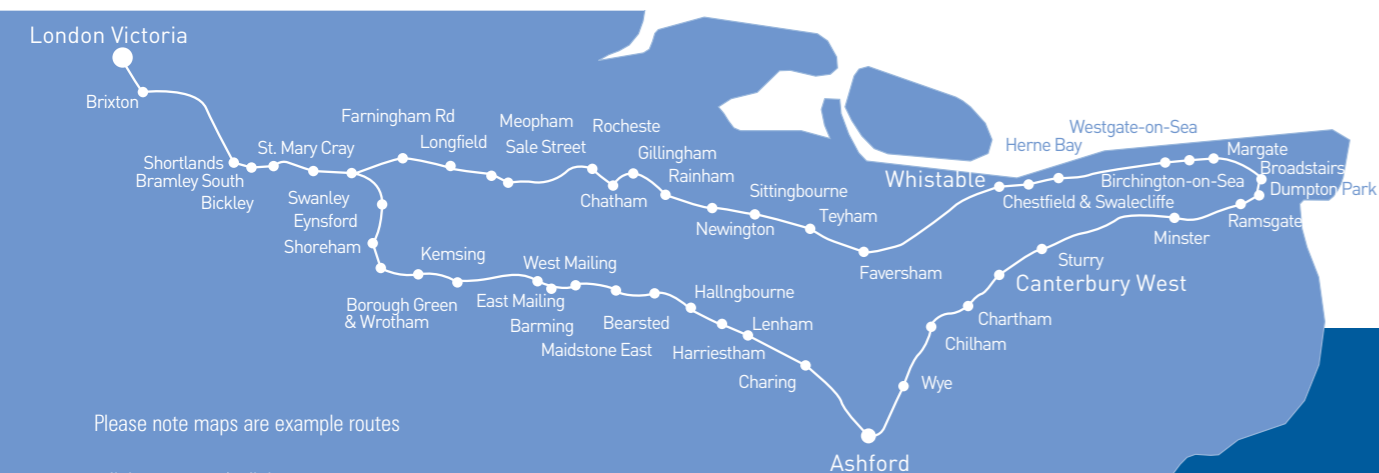 London Victoria
Brixton
Shortlands
Bramley South
Bickley
St. Mary Cray
Swanley
Eynsford
Shoreham
Farningham Rd
Longfield
Meopham
Sale Street
Rocheste
Chatham
Gillingham
Rainham
Newington
Sittingbourne
Teyham
Faversham
Whistable
Chestfield & Swalecliffe
Herne Bay
Birchington-on-Sea
Westgate-on-Sea
Margate
Broadstairs
Dumpton Park
Ramsgate
Minster
Sturry
Canterbury West
Chartham
Chilham
Wye
Ashford
Kemsing
Borough Green
& Wrotham
West Mailing
East Mailing
Barming
Maidstone East
Bearsted
Hallngbourne
Harriestham
Lenham
Charing
Please note maps are example routes